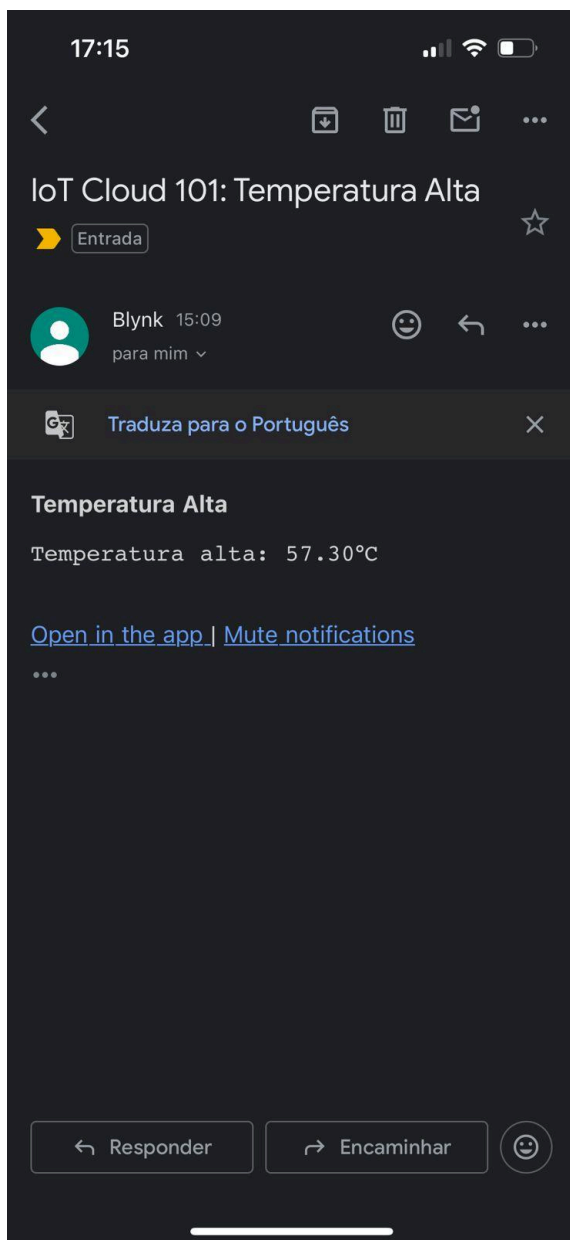 17:15
IoT Cloud 101: Temperatura Alta
Entrada
Blynk 15:09
para mim
Traduza para o Português
Temperatura Alta
Temperatura alta: 57.30°C
Open in the app | Mute notifications
Responder
Encaminhar